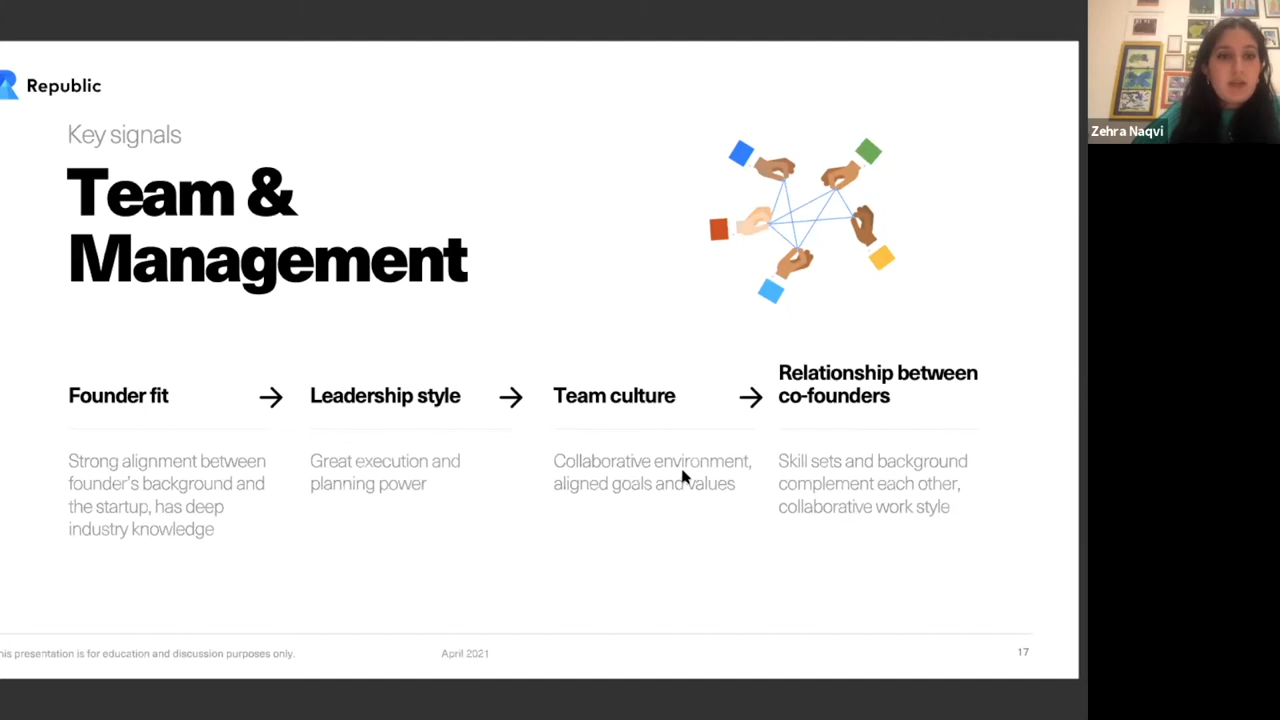 Republic
Key signals
Team &
Management
Founder fit
Strong alignment between
founder's background and
the startup, has deep
industry knowledge
Leadership style
Great execution and
planning power
Team culture
Collaborative environment,
aligned goals and values
Relationship between
co-founders
Skill sets and background
complement each other,
collaborative work style
his presentation is for education and discussion purposes only.
April 2021
17
Zehra Naqvi